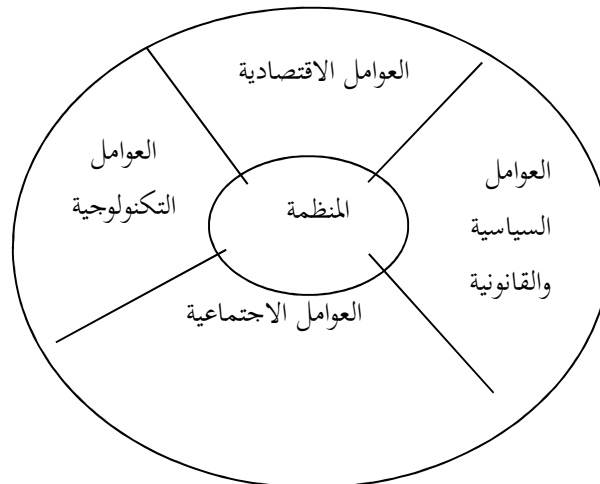 العوامل الاقتصادية
العوامل
السياسية
والقانونية
العوامل
التكنولوجية
المنظمة
العوامل الاجتماعية